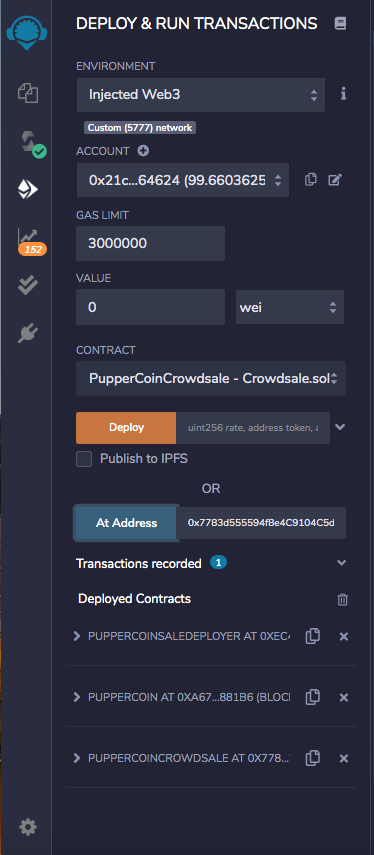 DEPLOY & RUN TRANSACTIONS
ENVIRONMENT
Injected Web3
Custom (5777) network
ACCOUNT
0x21c...64624 (99.6603625
GAS LIMIT
3000000
VALUE
0 wei
CONTRACT
PupperCoinCrowdsale - Crowdsale.sol
Deploy uint256 rate, address token, a
Publish to IPFS
OR
At Address 0x7783d555594f8e4C9104C5d
152
Transactions recorded 1
Deployed Contracts
PUPPERCOINSALEDEPLOYER AT 0XEC4
PUPPERCOIN AT 0XA67...881B6 (BLOC
PUPPERCOINCROWDSALE AT 0X778...